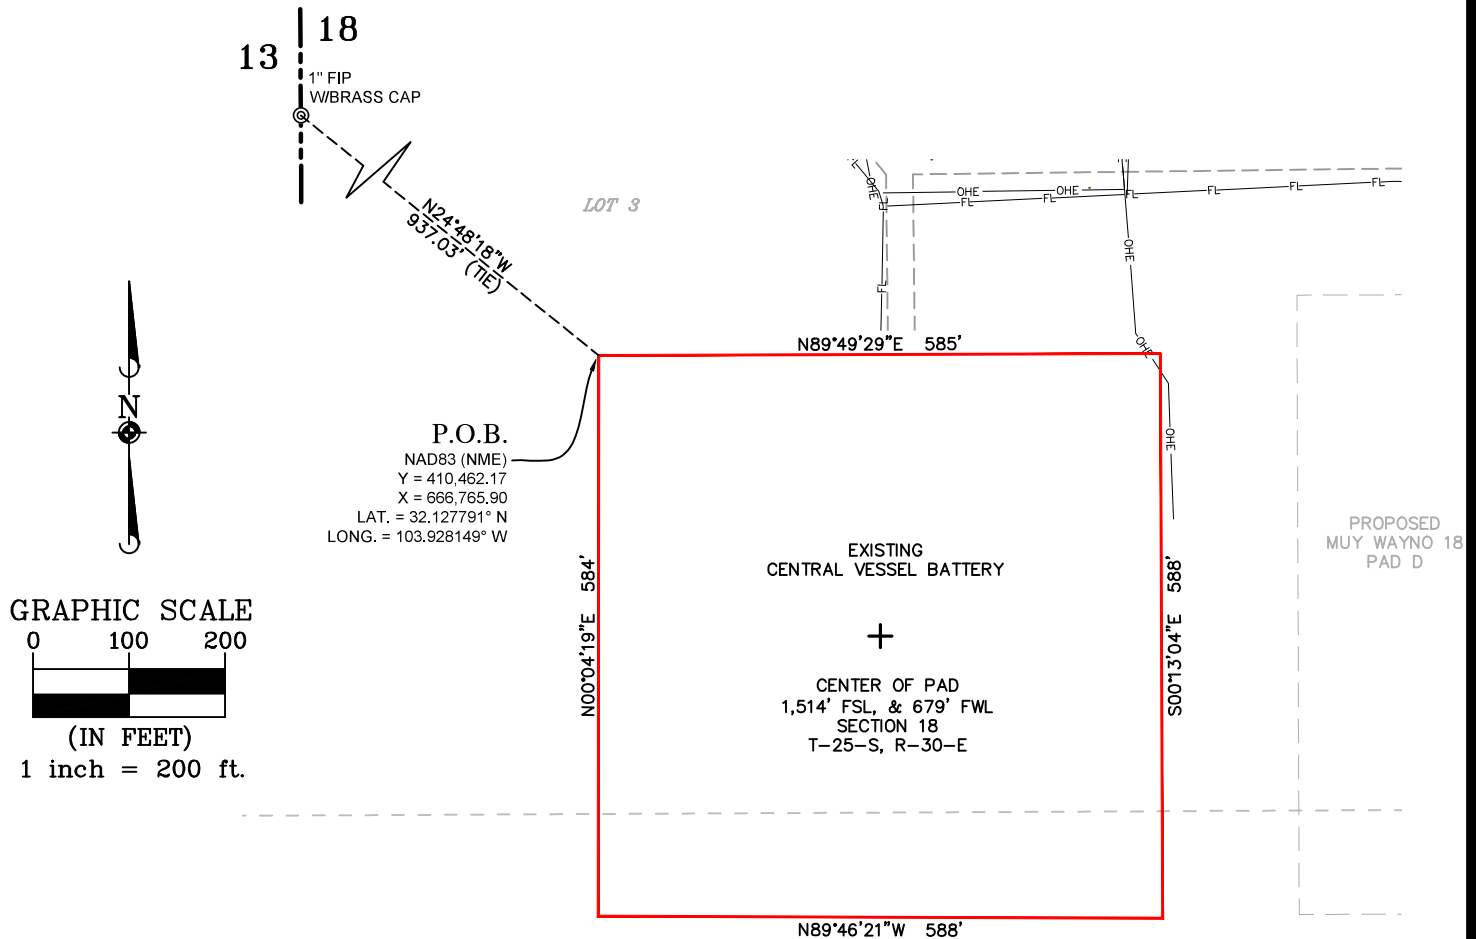 18
13
1" FIP
W/BRASS CAP
LOT 3
N24°48'18"W
937.03' (TIE)
OHE
OHE
OHE
FL
FL
FL
FL
FL
FL
FL
FL
FL
OHE
OHE
OHE
N89°49'29"E 585'
N
P.O.B.
NAD83 (NME)
Y = 410,462.17
X = 666,765.90
LAT. = 32.127791° N
LONG. = 103.928149° W
EXISTING
CENTRAL VESSEL BATTERY
N00°04'19"E 584'
S00°13'04"E 588'
PROPOSED
MUY WAYNO 18
PAD D
CENTER OF PAD
1,514' FSL, & 679' FWL
SECTION 18
T-25-S, R-30-E
GRAPHIC SCALE
0 100 200
(IN FEET)
1 inch = 200 ft.
N89°46'21"W 588'